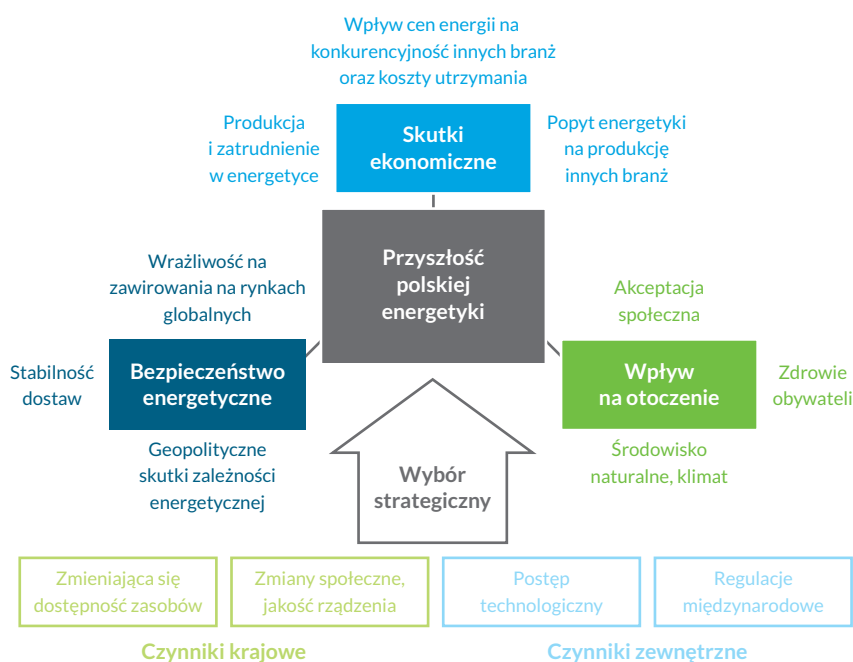 Wpływ cen energii na
konkurencyjność innych branż
oraz koszty utrzymania
Produkcja
i zatrudnienie
w energetyce
Skutki
ekonomiczne
Popyt energetyki
na produkcję
innych branż
Przyszłość
polskiej
energetyki
Wrażliwość na
zawirowania na rynkach
globalnych
Stabilność
dostaw
Bezpieczeństwo
energetyczne
Geopolityczne
skutki zależności
energetycznej
Akceptacja
społeczna
Wpływ
na otoczenie
Zdrowie
obywateli
Środowisko
naturalne, klimat
Wybór
strategiczny
Zmieniająca się
dostępność zasobów
Zmiany społeczne,
jakość rządzenia
Postęp
technologiczny
Regulacje
międzynarodowe
Czynniki krajowe
Czynniki zewnętrzne